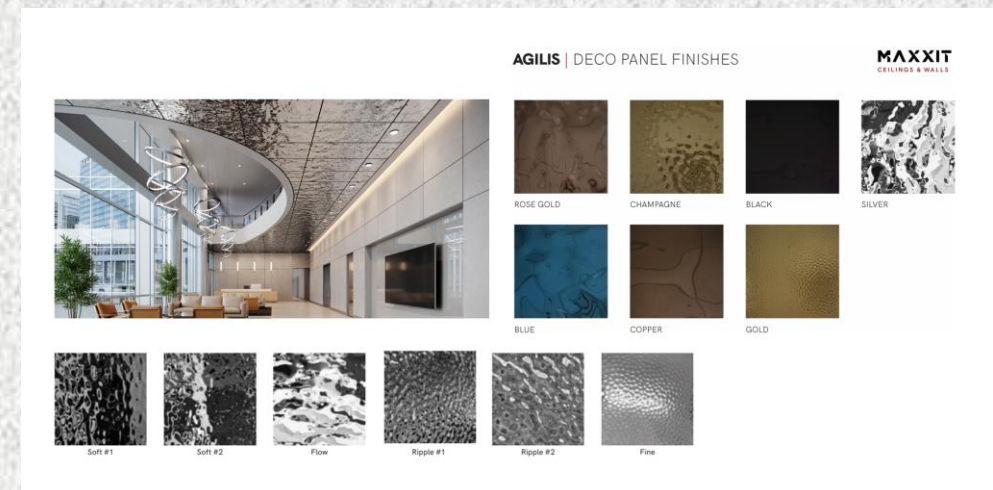 AGILIS | DECO PANEL FINISHES
MAXXIT
CEILINGS & WALLS
ROSE GOLD
CHAMPAGNE
BLACK
SILVER
BLUE
COPPER
GOLD
Soft #1
Soft #2
Flow
Ripple #1
Ripple #2
Fine